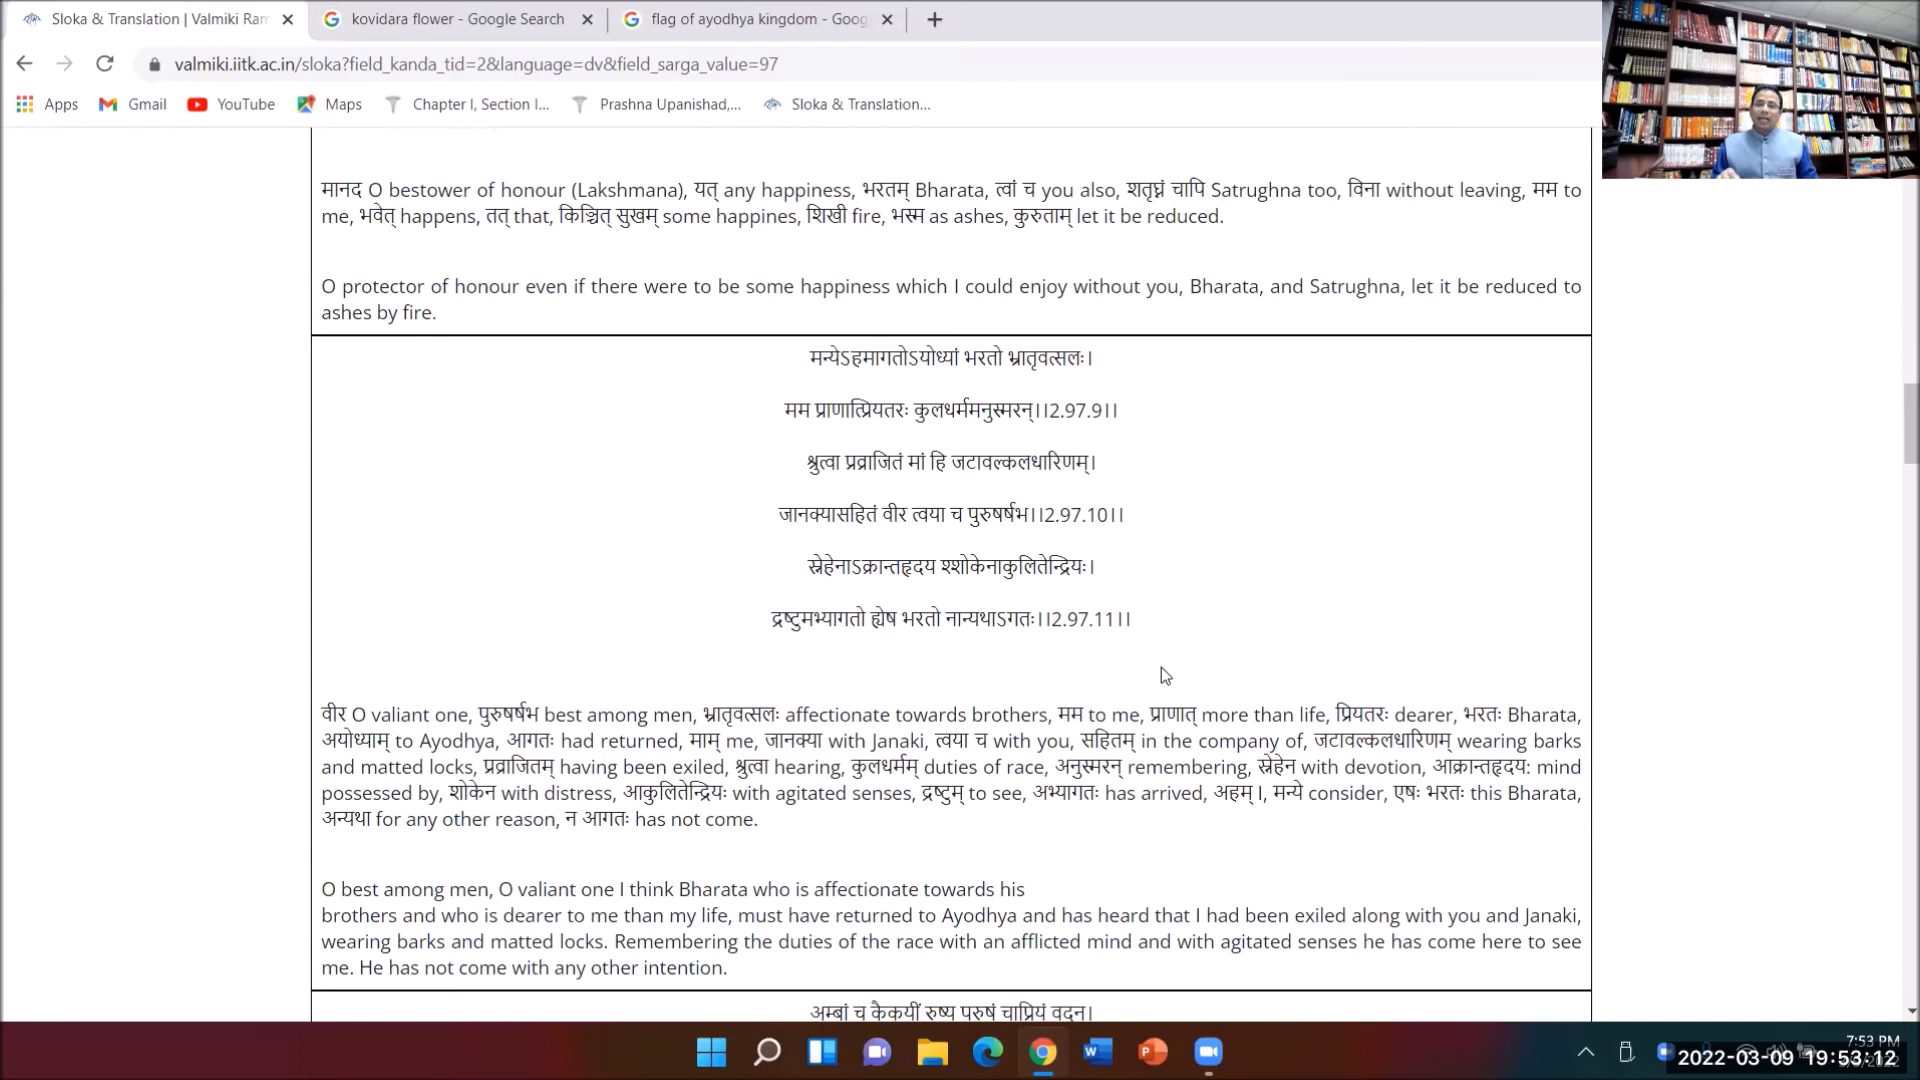 Sloka & Translation | Valmiki Ram
kovidara flower - Google Search
flag of ayodhya kingdom - Goog
valmiki.iitk.ac.in/sloka?field_kanda_tid=2&language=dv&field_sarga_value=97
Apps
Gmail
YouTube
Maps
Chapter I, Section I...
Prashna Upanishad,...
Sloka & Translation...
मानद O bestower of honour (Lakshmana), यत् any happiness, भरतम् Bharata, त्वां च you also, शतृघ्नं चापि Satrughna too, विना without leaving, मम to
me, भवेत् happens, तत् that, किञ्चित् सुखम् some happines, शिखी fire, भस्म as ashes, कुरुताम् let it be reduced.
O protector of honour even if there were to be some happiness which I could enjoy without you, Bharata, and Satrughna, let it be reduced to
ashes by fire.
मन्येऽहमागतोऽयोध्यां भरतो भ्रातृवत्सलः।
मम प्राणात्प्रियतरः कुलधर्ममनुस्मरन्।।2.97.9।।
श्रुत्वा प्रव्राजितं मां हि जटावल्कलधारिणम्।
जानक्यासहितं वीर त्वया च पुरुषर्षभ।।2.97.10।।
स्नेहेनाऽक्रान्तहृदय श्शोकेनाकुलितेन्द्रियः।
द्रष्टुमभ्यागतो ह्येष भरतो नान्यथाऽगतः।।2.97.11।।
वीर O valiant one, पुरुषर्षभ best among men, भ्रातृवत्सलः affectionate towards brothers, मम to me, प्राणात् more than life, प्रियतरः dearer, भरतः Bharata,
अयोध्याम् to Ayodhya, आगतः had returned, माम् me, जानक्या with Janaki, त्वया च with you, सहितम् in the company of, जटावल्कलधारिणम् wearing barks
and matted locks, प्रव्राजितम् having been exiled, श्रुत्वा hearing, कुलधर्मम् duties of race, अनुस्मरन् remembering, स्नेहेन with devotion, आक्रान्तहृदय: mind
possessed by, शोकेन with distress, आकुलितेन्द्रियः with agitated senses, द्रष्टुम् to see, अभ्यागतः has arrived, अहम् I, मन्ये consider, एषः भरतः this Bharata,
अन्यथा for any other reason, न आगतः has not come.
O best among men, O valiant one I think Bharata who is affectionate towards his
brothers and who is dearer to me than my life, must have returned to Ayodhya and has heard that I had been exiled along with you and Janaki,
wearing barks and matted locks. Remembering the duties of the race with an afflicted mind and with agitated senses he has come here to see
me. He has not come with any other intention.
अम्बां च कैकयीं रुष्य परुषं चाप्रियं वदन्।
7:53 PM
2022-03-09 19:53:12